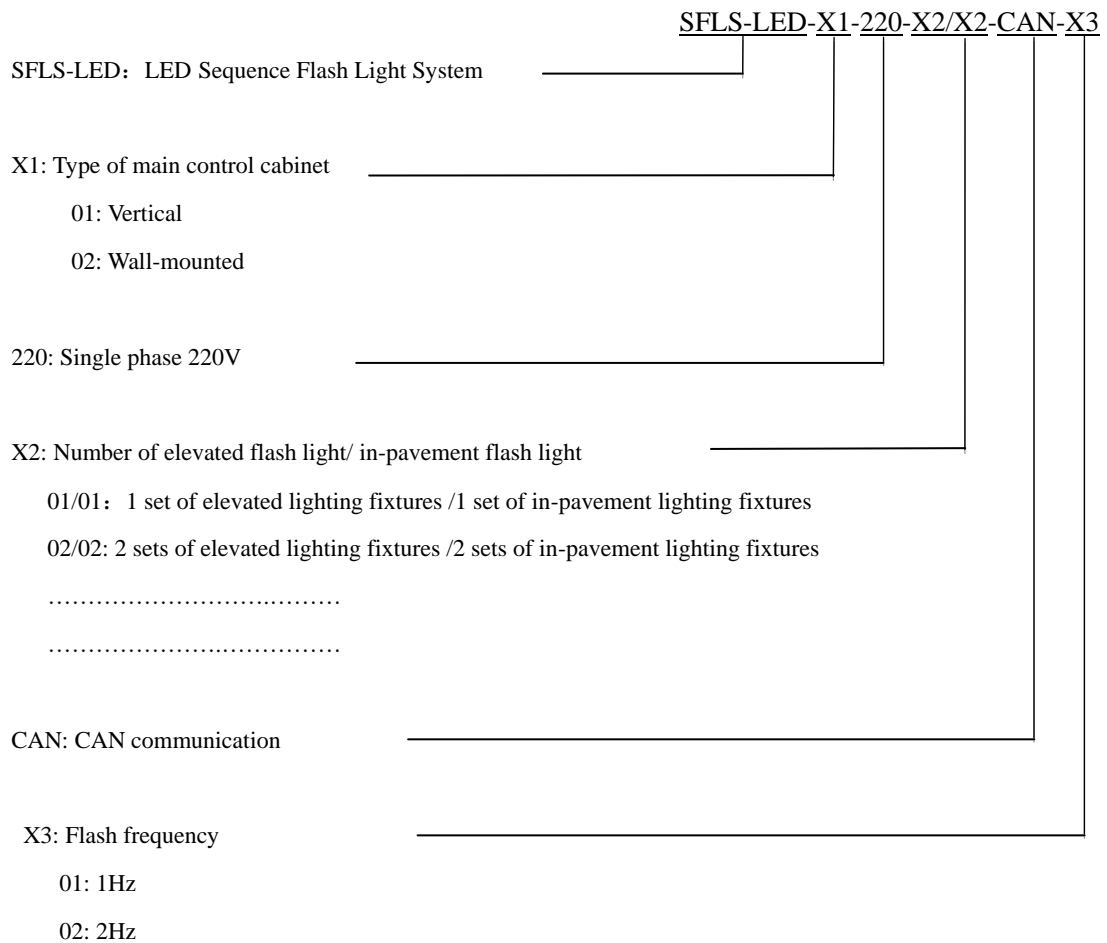 SFLS-LED-X1-220-X2/X2-CAN-X3
SFLS-LED：LED Sequence Flash Light System
X1: Type of main control cabinet
01: Vertical
02: Wall-mounted
220: Single phase 220V
X2: Number of elevated flash light/ in-pavement flash light
01/01：1 set of elevated lighting fixtures /1 set of in-pavement lighting fixtures
02/02: 2 sets of elevated lighting fixtures /2 sets of in-pavement lighting fixtures
……………………….………
………………….……………
CAN: CAN communication
X3: Flash frequency
01: 1Hz
02: 2Hz